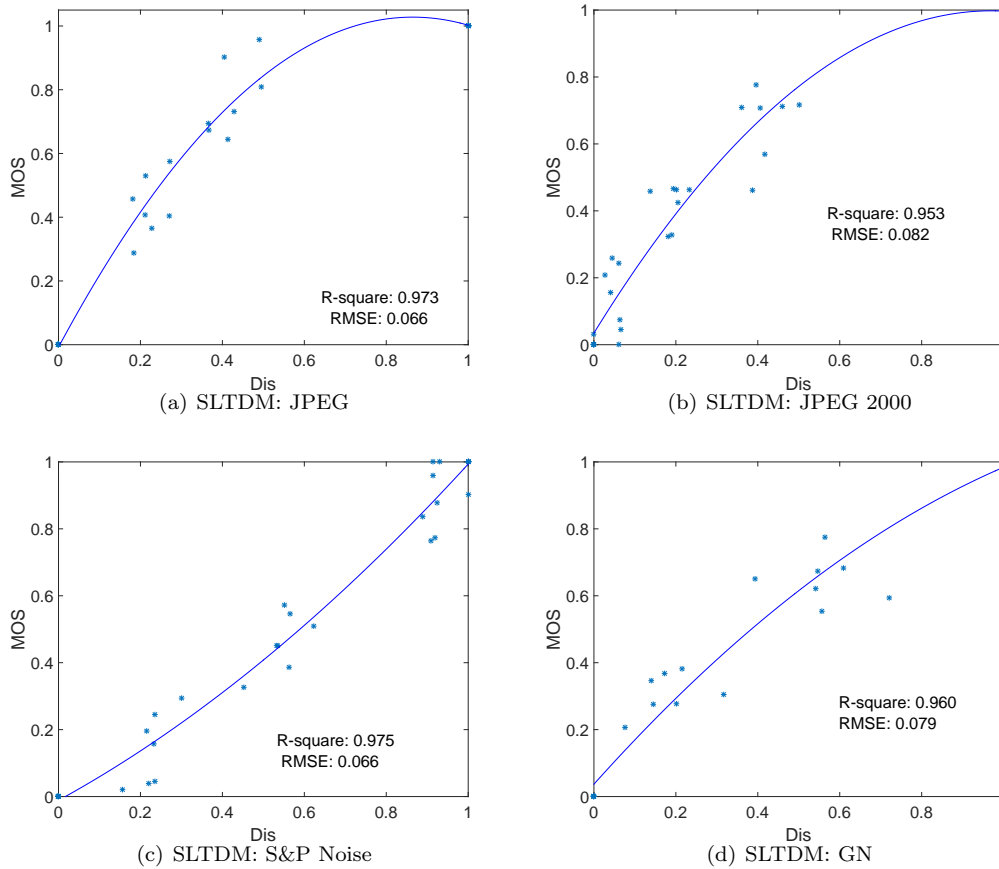 1
0.8
0.6
0.4
0.2
0
MOS
0 0.2 0.4 0.6 0.8 1
Dis
R-square: 0.973
RMSE: 0.066
(a) SLTDM: JPEG
1
0.8
0.6
0.4
0.2
0
MOS
0 0.2 0.4 0.6 0.8
Dis
R-square: 0.953
RMSE: 0.082
(b) SLTDM: JPEG 2000
1
0.8
0.6
0.4
0.2
0
MOS
0 0.2 0.4 0.6 0.8 1
Dis
R-square: 0.975
RMSE: 0.066
(c) SLTDM: S&P Noise
1
0.8
0.6
0.4
0.2
0
MOS
0 0.2 0.4 0.6 0.8
Dis
R-square: 0.960
RMSE: 0.079
(d) SLTDM: GN